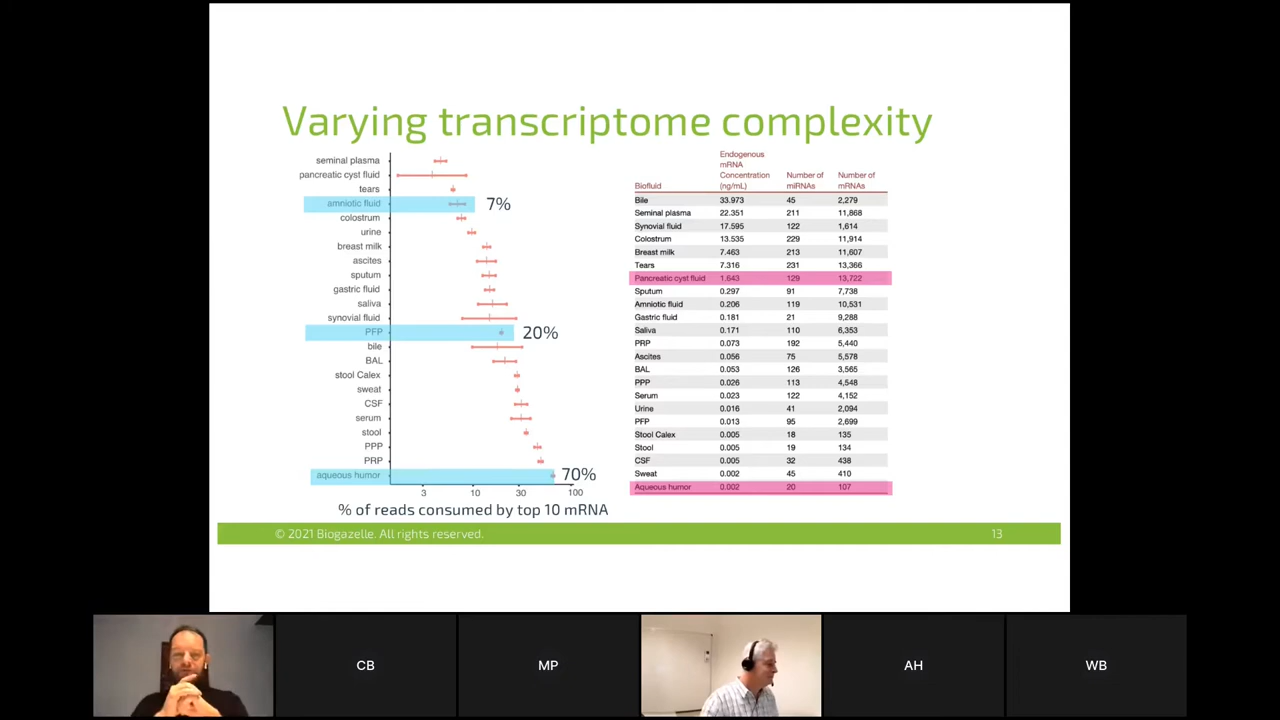 Varying transcriptome complexity
seminal plasma
pancreatic cyst fluid
tears
amniotic fluid 7%
colostrum
urine
breast milk
ascites
sputum
gastric fluid
saliva
synovial fluid
PFP 20%
bile
BAL
stool Calex
sweat
CSF
serum
stool
PPP
PRP
aqueous humor 70%
3 10 30 100
% of reads consumed by top 10 mRNA
Endogenous
mRNA
Concentration Number of Number of
Biofluid (ng/mL) miRNAs mRNAs
Bile 33.973 45 2,279
Seminal plasma 22.351 211 11,868
Synovial fluid 17.595 122 1,614
Colostrum 13.535 229 11,914
Breast milk 7.463 213 11,607
Tears 7.316 231 13,366
Pancreatic cyst fluid 1.643 129 13,722
Sputum 0.297 91 7,738
Amniotic fluid 0.206 119 10,531
Gastric fluid 0.181 21 9,288
Saliva 0.171 110 6,353
PRP 0.073 192 5,440
Ascites 0.056 75 5,578
BAL 0.053 126 3,565
PPP 0.026 113 4,548
Serum 0.023 122 4,152
Urine 0.016 41 2,094
PFP 0.013 95 2,699
Stool Calex 0.005 18 135
Stool 0.005 19 134
CSF 0.005 32 438
Sweat 0.002 45 410
Aqueous humor 0.002 20 107
© 2021 Biogazelle. All rights reserved. 13
CB MP AH WB